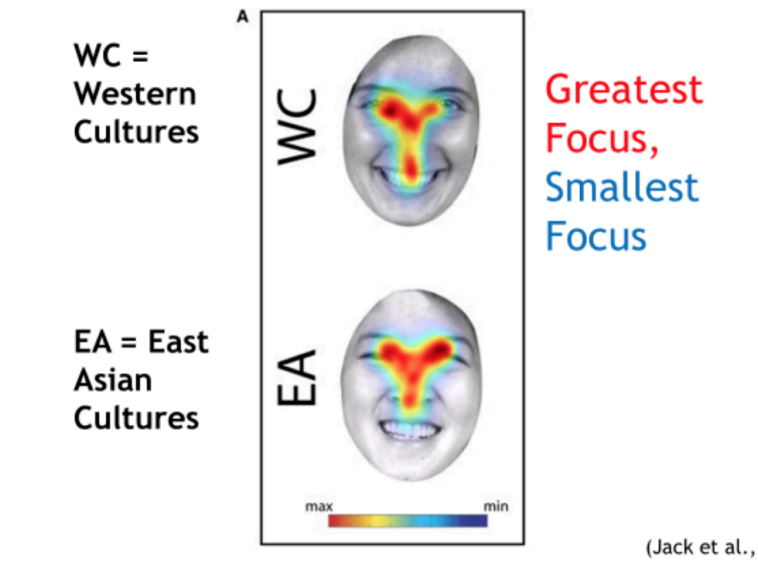 A
WC =
Western
Cultures
WC
Greatest
Focus,
Smallest
Focus
EA = East
Asian
Cultures
EA
max
min
(Jack et al.,